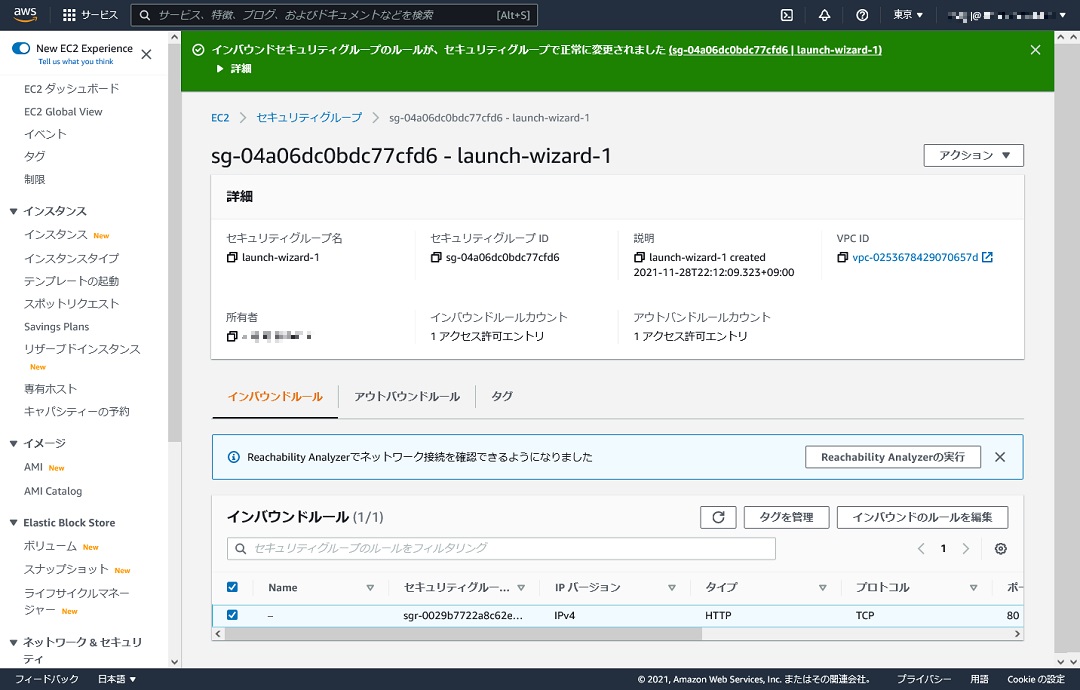 aws
サービス
サービス、特徴、ブログ、およびドキュメントなどを検索
[Alt+S]
東京 ▼
New EC2 Experience
Tell us what you think
EC2 ダッシュボード
EC2 Global View
イベント
タグ
制限
▼ インスタンス
インスタンス New
インスタンスタイプ
テンプレートの起動
スポットリクエスト
Savings Plans
リザーブドインスタンス
New
専有ホスト
キャパシティーの予約
▼ イメージ
AMI New
AMI Catalog
▼ Elastic Block Store
ボリューム New
スナップショット New
ライフサイクルマネー
ジャー New
▼ ネットワーク & セキュリ
ティ
インバウンドセキュリティグループのルールが、セキュリティグループで正常に変更されました (sg-04a06dc0bdc77cfd6 | launch-wizard-1)
▶ 詳細
EC2 > セキュリティグループ > sg-04a06dc0bdc77cfd6 - launch-wizard-1
sg-04a06dc0bdc77cfd6 - launch-wizard-1
アクション ▼
詳細
セキュリティグループ名
launch-wizard-1
セキュリティグループ ID
sg-04a06dc0bdc77cfd6
説明
launch-wizard-1 created
2021-11-28T22:12:09.323+09:00
VPC ID
vpc-0253678429070657d
所有者
インバウンドルールカウント
1 アクセス許可エントリ
アウトバンドルールカウント
1 アクセス許可エントリ
インバウンドルール
アウトバウンドルール
タグ
Reachability Analyzerでネットワーク接続を確認できるようになりました
Reachability Analyzerの実行
インバウンドルール (1/1)
タグを管理
インバウンドのルールを編集
セキュリティグループのルールをフィルタリング
1
Name
セキュリティグルー...
IP バージョン
タイプ
プロトコル
ポー
–
sgr-0029b7722a8c62e...
IPv4
HTTP
TCP
80
フィードバック
日本語 ▼
© 2021, Amazon Web Services, Inc. またはその関連会社。
プライバシー
用語
Cookie の設定